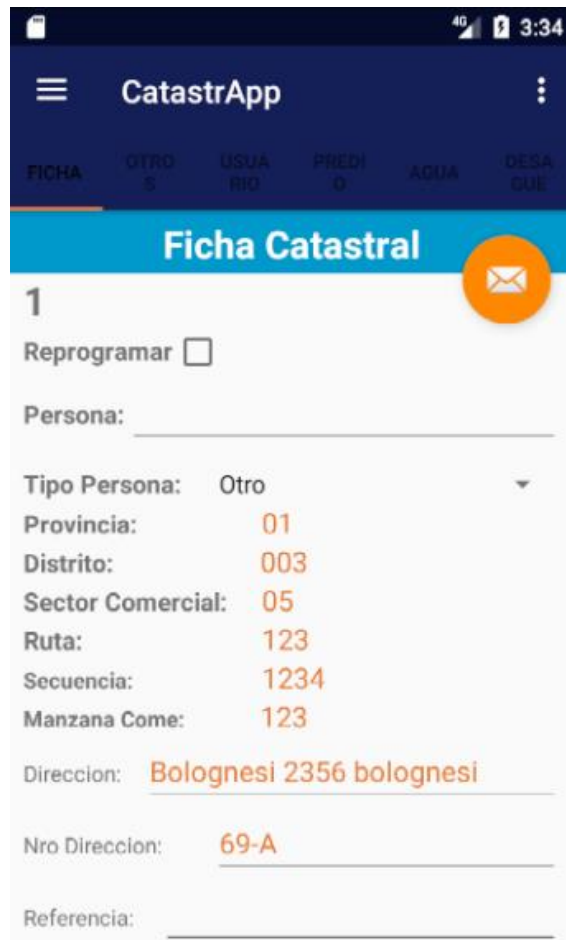 4G 3:34
CatastrApp
FICHA OTRO USUA PREDI AGUA DESA
S RIO O GUE
Ficha Catastral
1
Reprogramar
Persona:
Tipo Persona: Otro
Provincia: 01
Distrito: 003
Sector Comercial: 05
Ruta: 123
Secuencia: 1234
Manzana Come: 123
Direccion: Bolognesi 2356 bolognesi
Nro Direccion: 69-A
Referencia: